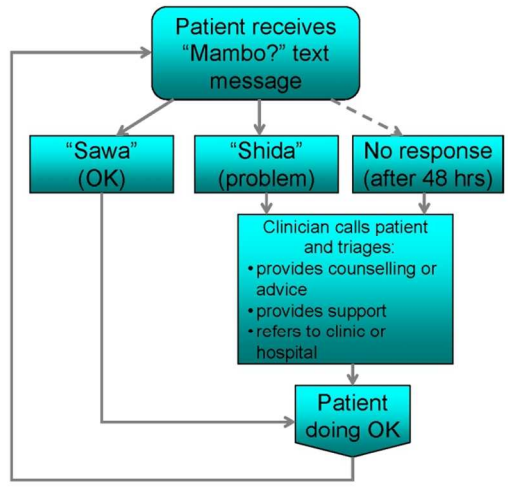 Patient receives
“Mambo?” text
message
“Sawa”
(OK)
“Shida”
(problem)
No response
(after 48 hrs)
Clinician calls patient
and triages:
•provides counselling or
advice
•provides support
•refers to clinic or
hospital
Patient
doing OK